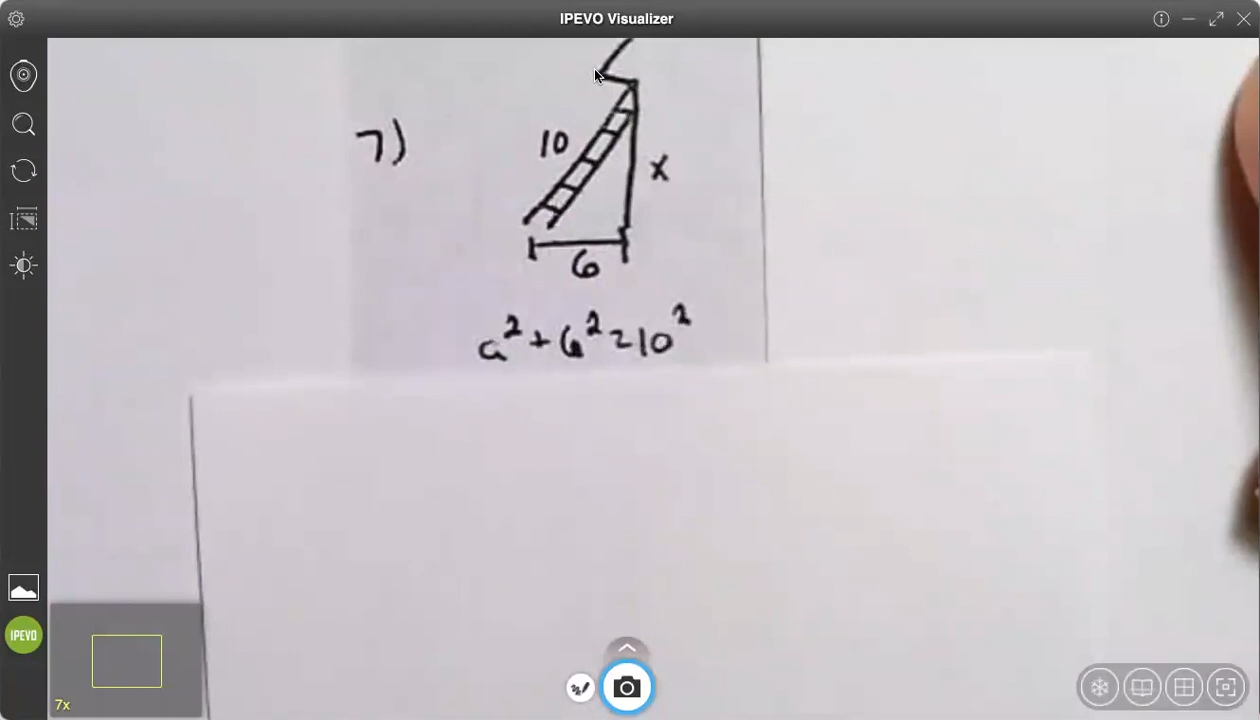 IPEVO Visualizer
7)
10
x
6
a² + 6² = 10²
IPEVO
7x